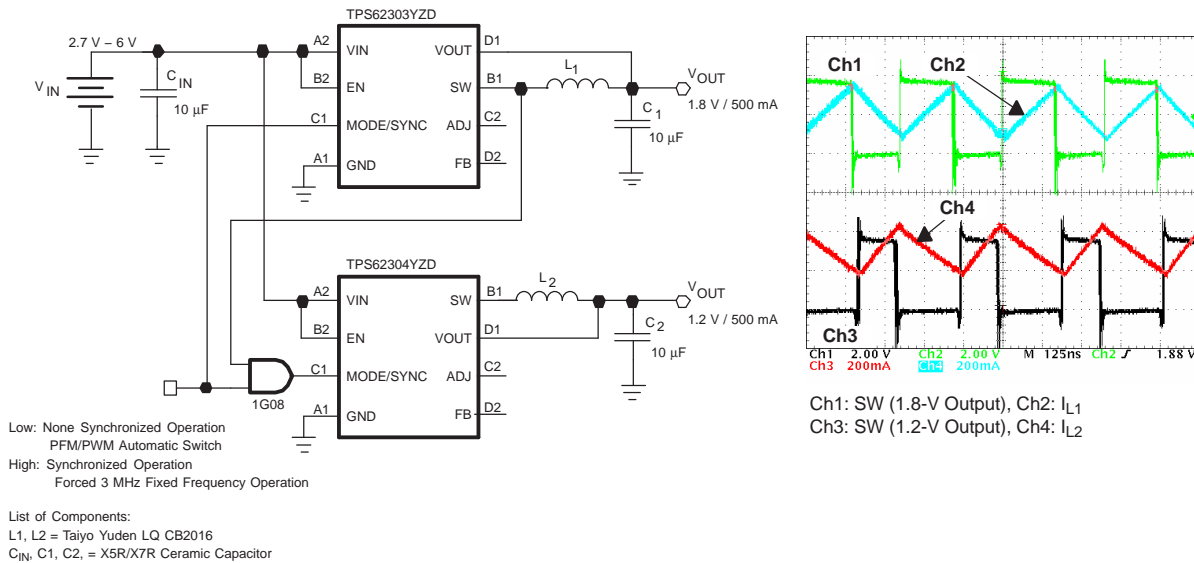 TPS62303YZD
2.7 V – 6 V
A2
VIN
VOUT
D1
B2
EN
SW
B1
L1
VOUT
1.8 V / 500 mA
VIN
CIN
10 μF
C1
MODE/SYNC
ADJ
C2
C1
10 μF
A1
GND
FB
D2
TPS62304YZD
A2
VIN
SW
B1
L2
VOUT
1.2 V / 500 mA
B2
EN
VOUT
D1
C2
10 μF
C1
MODE/SYNC
ADJ
C2
1G08
A1
GND
FB
D2
Low: None Synchronized Operation
PFM/PWM Automatic Switch
High: Synchronized Operation
Forced 3 MHz Fixed Frequency Operation
List of Components:
L1, L2 = Taiyo Yuden LQ CB2016
CIN, C1, C2, = X5R/X7R Ceramic Capacitor
Ch1
Ch2
Ch4
Ch3
Ch1 2.00 V Ch2 2.00 V M 125ns Ch2 1.88 V
Ch3 200mA Ch4 200mA
Ch1: SW (1.8-V Output), Ch2: IL1
Ch3: SW (1.2-V Output), Ch4: IL2